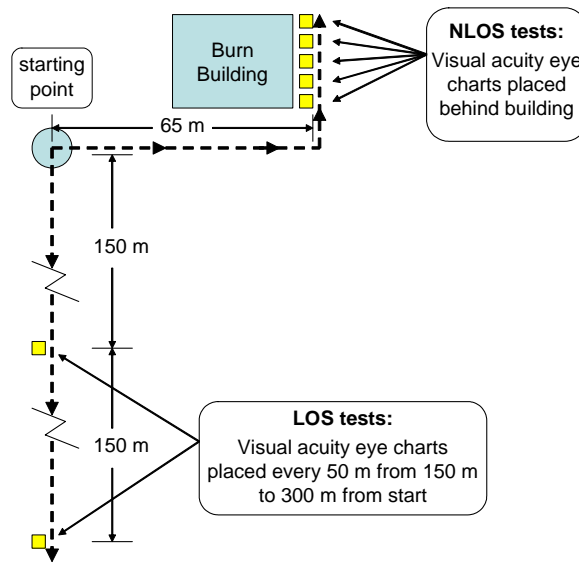 starting
point
Burn
Building
NLOS tests:
Visual acuity eye
charts placed
behind building
65 m
150 m
150 m
LOS tests:
Visual acuity eye charts
placed every 50 m from 150 m
to 300 m from start